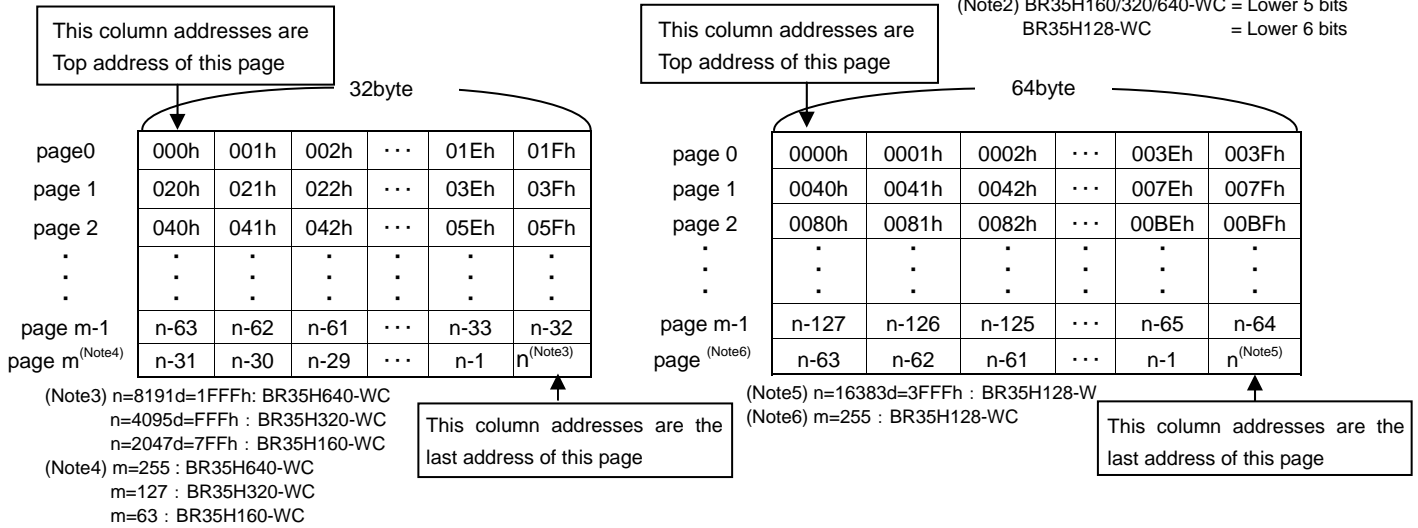 (Note2) BR35H160/320/640-WC = Lower 5 bits
BR35H128-WC = Lower 6 bits
This column addresses are
Top address of this page
32byte
page0 000h 001h 002h ··· 01Eh 01Fh
page 1 020h 021h 022h ··· 03Eh 03Fh
page 2 040h 041h 042h ··· 05Eh 05Fh
page m-1 n-63 n-62 n-61 ··· n-33 n-32
page m(Note4) n-31 n-30 n-29 ··· n-1 n(Note3)
(Note3) n=8191d=1FFFh: BR35H640-WC
n=4095d=FFFh : BR35H320-WC
n=2047d=7FFh : BR35H160-WC
(Note4) m=255 : BR35H640-WC
m=127 : BR35H320-WC
m=63 : BR35H160-WC
This column addresses are the
last address of this page
This column addresses are
Top address of this page
64byte
page 0 0000h 0001h 0002h ··· 003Eh 003Fh
page 1 0040h 0041h 0042h ··· 007Eh 007Fh
page 2 0080h 0081h 0082h ··· 00BEh 00BFh
page m-1 n-127 n-126 n-125 ··· n-65 n-64
page (Note6) n-63 n-62 n-61 ··· n-1 n(Note5)
(Note5) n=16383d=3FFFh : BR35H128-W
(Note6) m=255 : BR35H128-WC
This column addresses are the
last address of this page